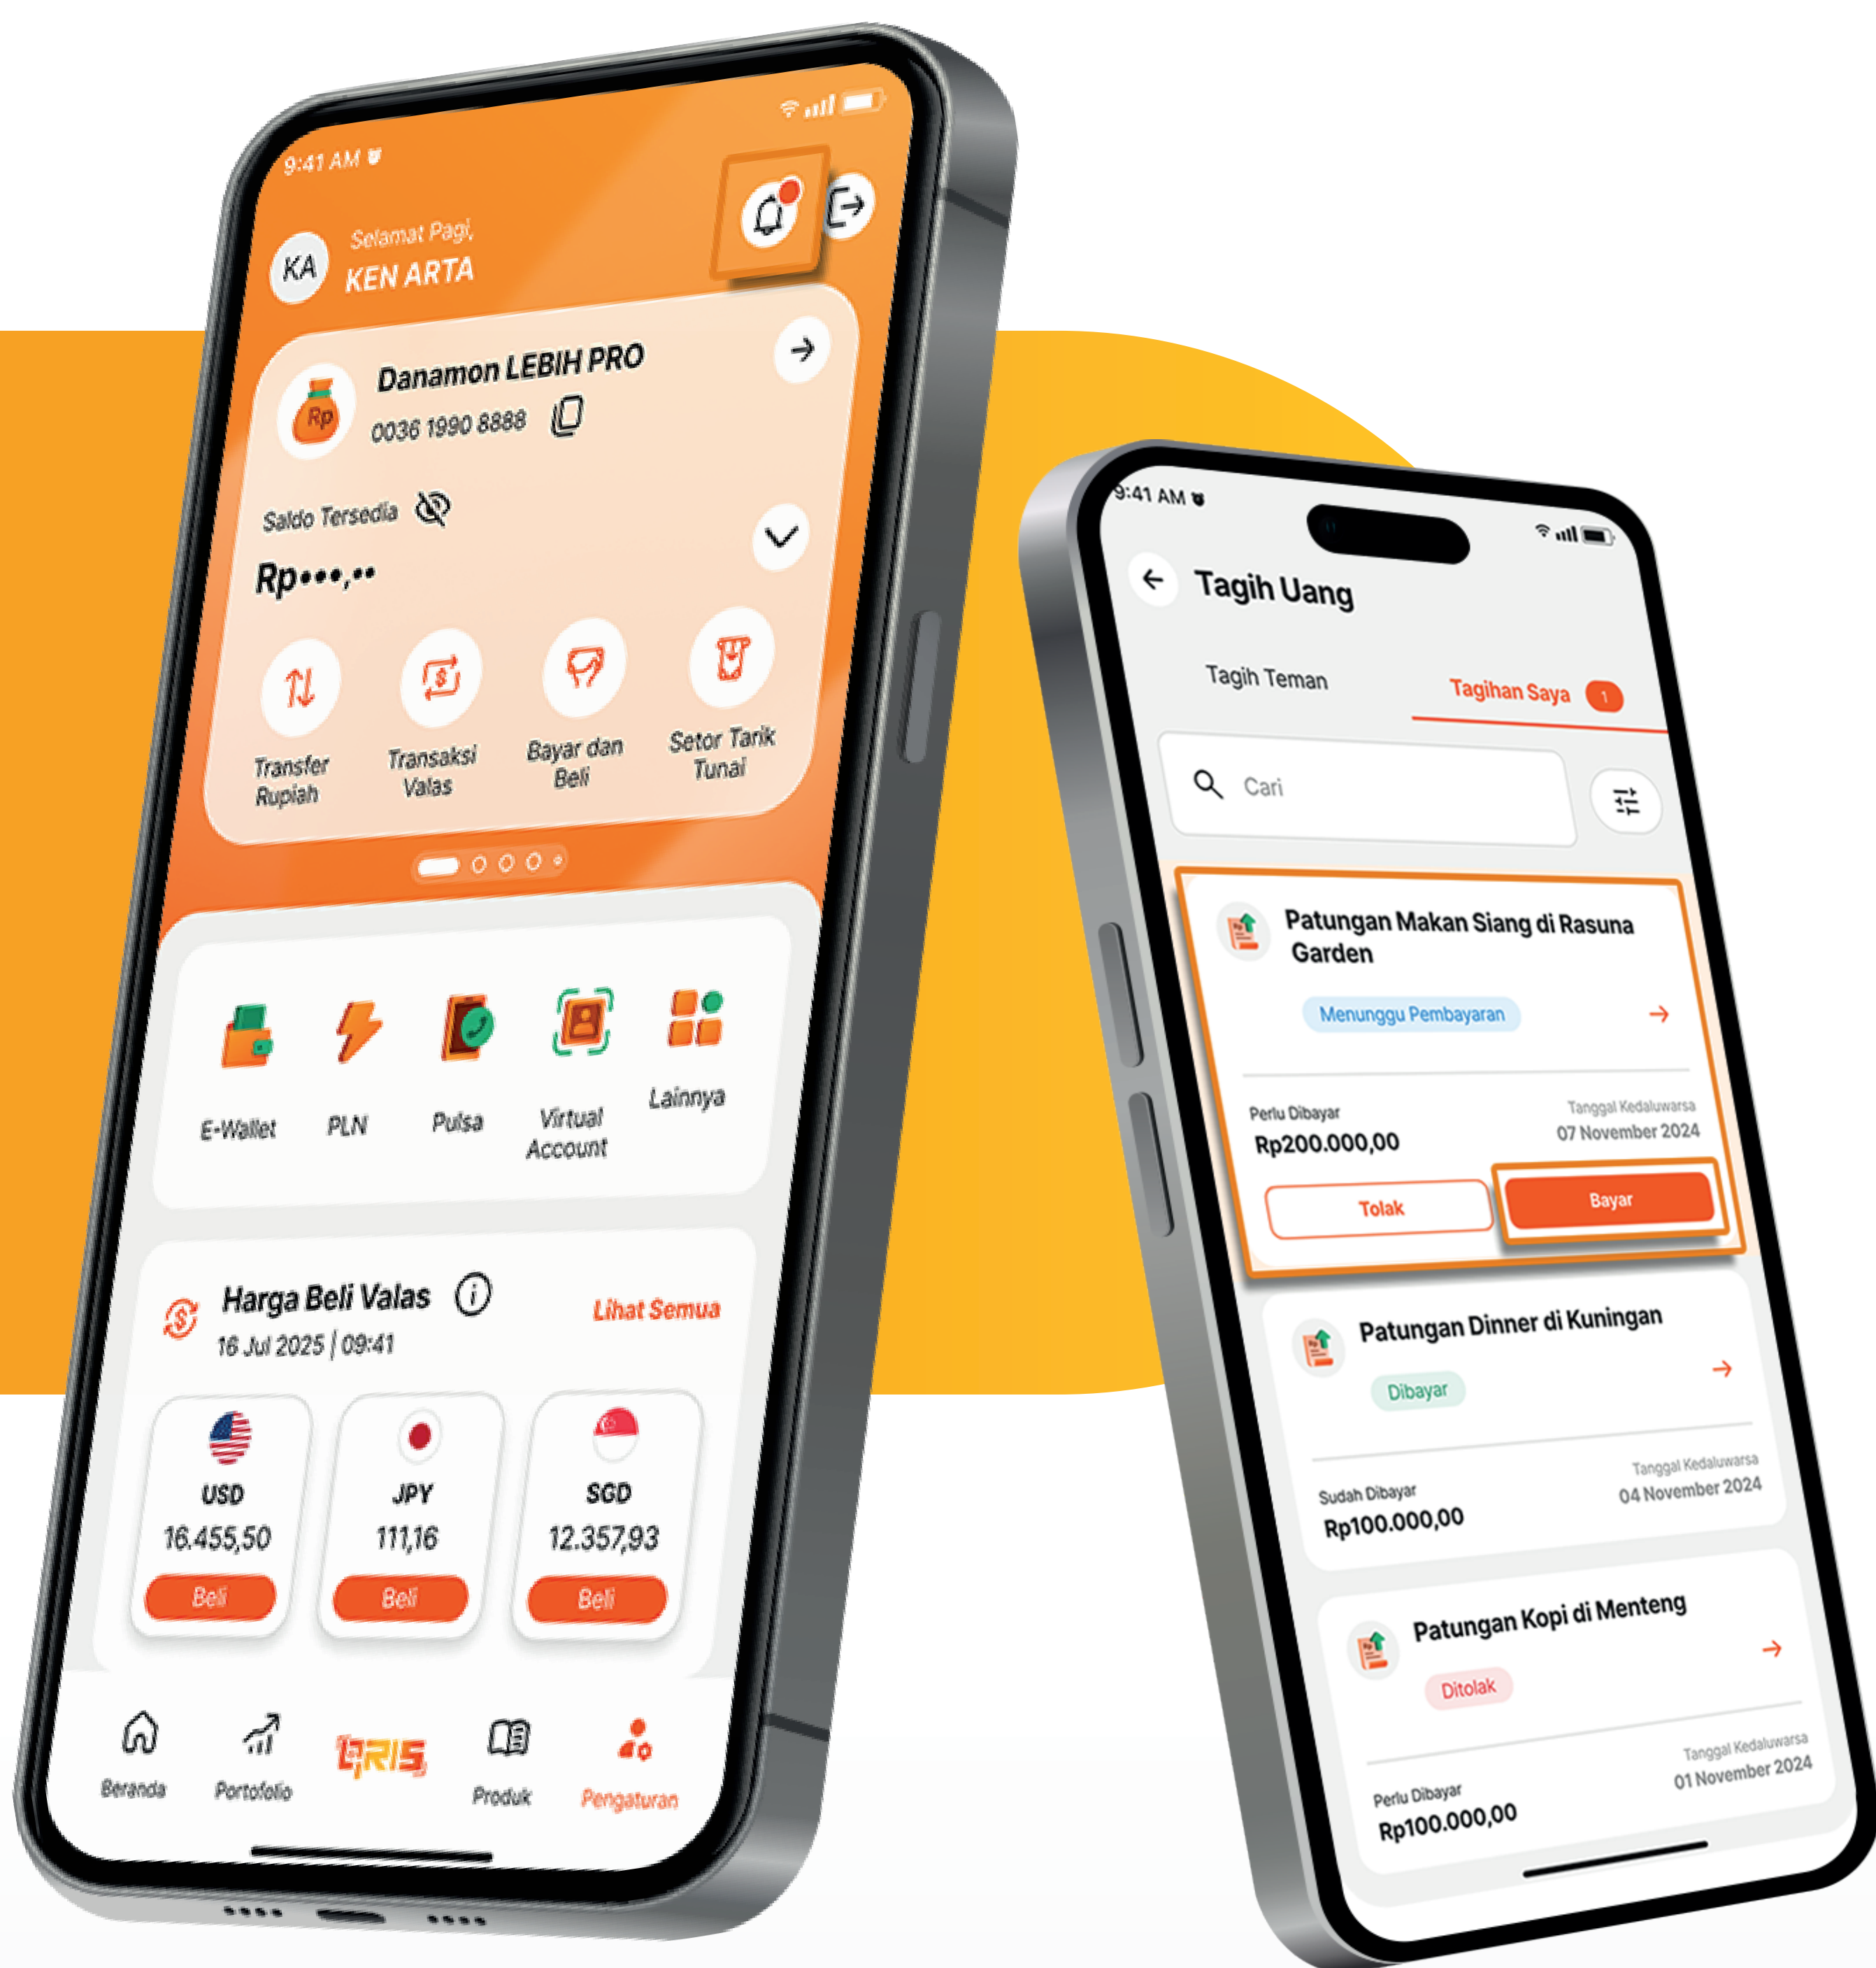 9:41 AM
KA
Selamat Pagi,
KEN ARTA
Rp
Danamon LEBIH PRO
0036 1990 8888
Saldo Tersedia
Rp•••,••
Transfer
Rupiah
Transaksi
Valas
Bayar dan
Beli
Setor Tarik
Tunai
E-Wallet
PLN
Pulsa
Virtual
Account
Lainnya
Harga Beli Valas
16 Jul 2025 | 09:41
Lihat Semua
USD
16.455,50
Beli
JPY
111,16
Beli
SGD
12.357,93
Beli
Beranda
Portofolio
QRIS
Produk
Pengaturan
9:41 AM
Tagih Uang
Tagih Teman
Tagihan Saya 1
Cari
Patungan Makan Siang di Rasuna
Garden
Menunggu Pembayaran
Perlu Dibayar
Rp200.000,00
Tanggal Kedaluwarsa
07 November 2024
Tolak
Bayar
Patungan Dinner di Kuningan
Dibayar
Sudah Dibayar
Rp100.000,00
Tanggal Kedaluwarsa
04 November 2024
Patungan Kopi di Menteng
Ditolak
Perlu Dibayar
Rp100.000,00
Tanggal Kedaluwarsa
01 November 2024